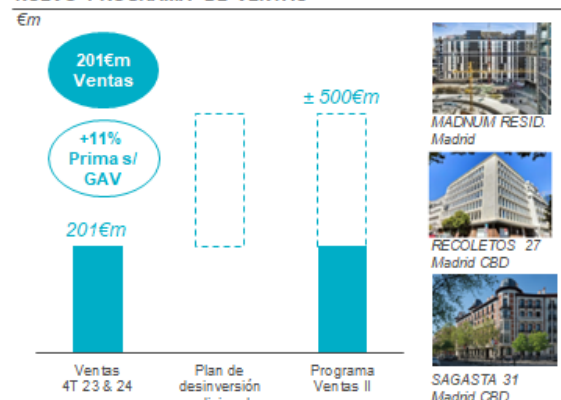 €m
201€m
Ventas
+11%
Prima s/
GAV
201€m
± 500€m
Ventas
4T 23 & 24
Plan de
desinversión
Programa
Ventas II
MADNUM RESID.
Madrid
RECOLETOS 27
Madrid CBD
SAGASTA 31
Madrid CBD